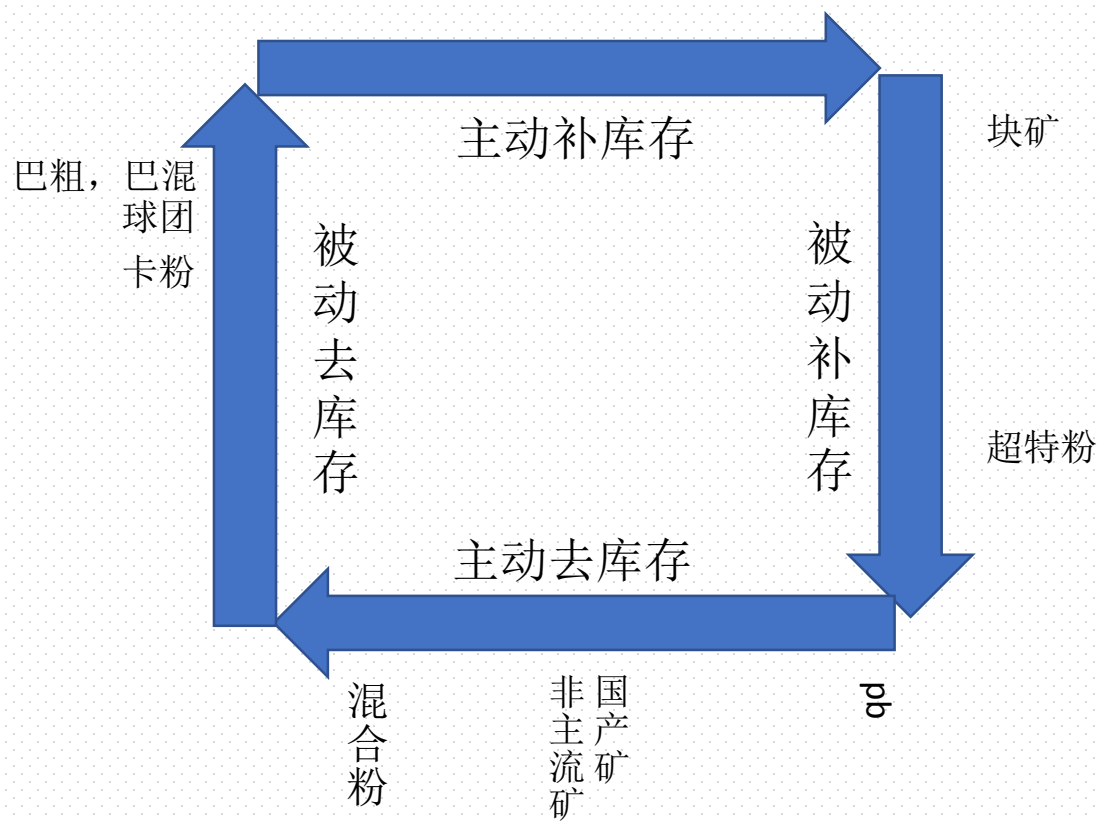 主动补库存
块矿
巴粗，巴混
球团
卡粉
被动去库存
被动补库存
超特粉
主动去库存
混合粉
非主流矿
国产矿
pb